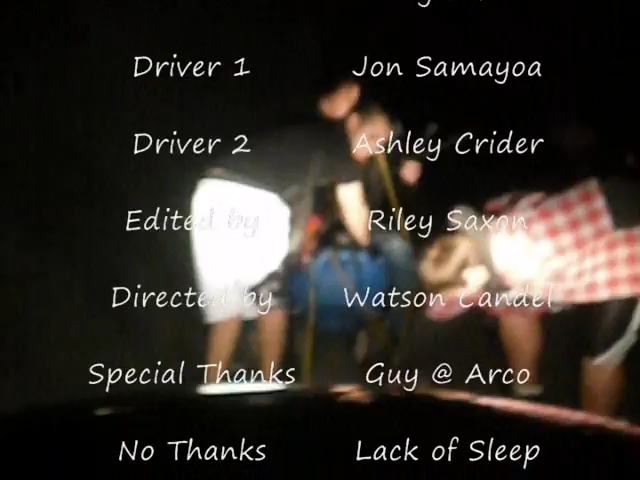 Driver 1 Jon Samayoa
Driver 2 Ashley Crider
Edited by Riley Saxon
Directed by Watson Candel
Special Thanks Guy @ Arco
No Thanks Lack of Sleep